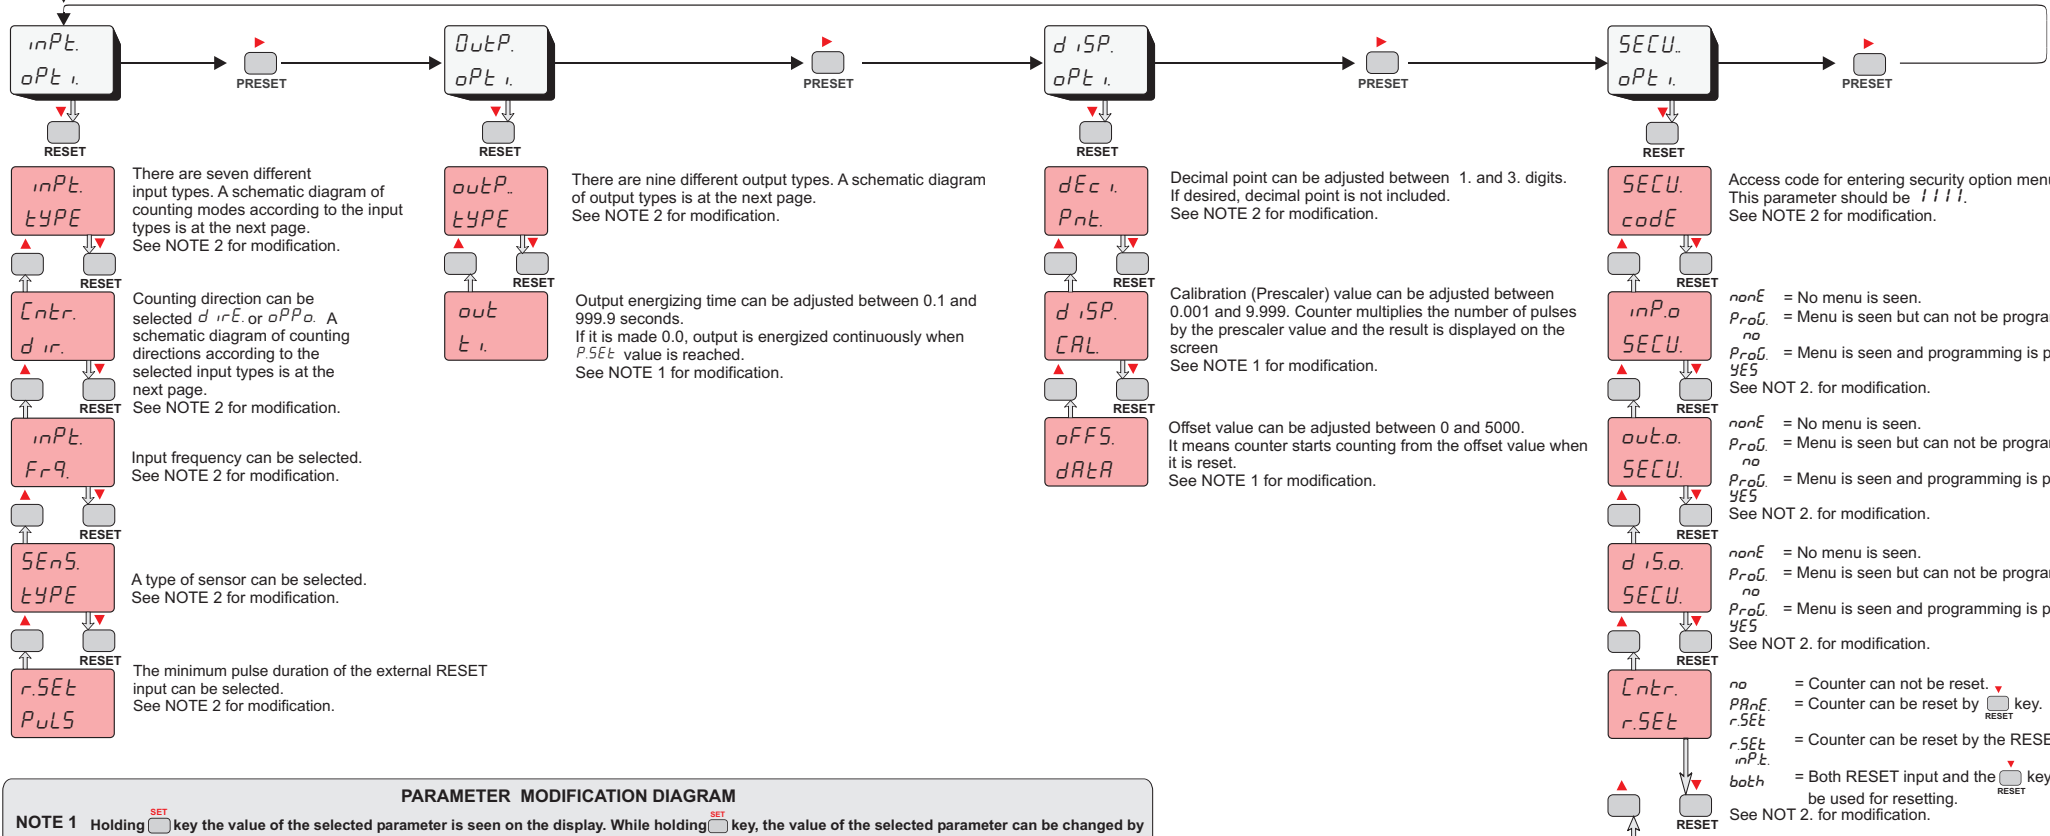 inPt.
oPti.
PRESET
OutP.
oPti.
PRESET
diSP.
oPti.
PRESET
SECU..
oPti.
PRESET
RESET
RESET
RESET
RESET
inPt.
tYPE
There are seven different
input types. A schematic diagram of
counting modes according to the input
types is at the next page.
See NOTE 2 for modification.
RESET
Cntr.
dir.
Counting direction can be
selected dirE. or oPPo. A
schematic diagram of counting
directions according to the
selected input types is at the
next page.
See NOTE 2 for modification.
RESET
inPt.
Fr9.
Input frequency can be selected.
See NOTE 2 for modification.
RESET
SEnS.
tYPE
A type of sensor can be selected.
See NOTE 2 for modification.
RESET
r.SEt
PuLS
The minimum pulse duration of the external RESET
input can be selected.
See NOTE 2 for modification.
outP..
tYPE
There are nine different output types. A schematic diagram
of output types is at the next page.
See NOTE 2 for modification.
RESET
out
ti.
Output energizing time can be adjusted between 0.1 and
999.9 seconds.
If it is made 0.0, output is energized continuously when
P.SEt value is reached.
See NOTE 1 for modification.
dEci.
Pnt.
Decimal point can be adjusted between 1. and 3. digits.
If desired, decimal point is not included.
See NOTE 2 for modification.
RESET
diSP.
CAL.
Calibration (Prescaler) value can be adjusted between
0.001 and 9.999. Counter multiplies the number of pulses
by the prescaler value and the result is displayed on the
screen
See NOTE 1 for modification.
RESET
oFFS.
dAtA
Offset value can be adjusted between 0 and 5000.
It means counter starts counting from the offset value when
it is reset.
See NOTE 1 for modification.
SECU.
codE
Access code for entering security option menu
This parameter should be 1111.
See NOTE 2 for modification.
RESET
inP.o
SECU.
nonE = No menu is seen.
ProG. = Menu is seen but can not be
no
ProG. = Menu is seen and programming is
YES
See NOT 2. for modification.
RESET
out.o.
SECU.
nonE = No menu is seen.
ProG. = Menu is seen but can not be
no
ProG. = Menu is seen and programming is
YES
See NOT 2. for modification.
RESET
diS.o.
SECU.
nonE = No menu is seen.
ProG. = Menu is seen but can not be
no
ProG. = Menu is seen and programming is
YES
See NOT 2. for modification.
RESET
Cntr.
r.SEt
no = Counter can not be reset.
PAnE. = Counter can be reset by RESET key.
r.SEt
r.SEt = Counter can be reset by the
inP.t.
both = Both RESET input and the RESET key
be used for resetting.
See NOT 2. for modification.
RESET
PARAMETER MODIFICATION DIAGRAM
NOTE 1 Holding SET key the value of the selected parameter is seen on the display. While holding SET key, the value of the selected parameter can be changed by